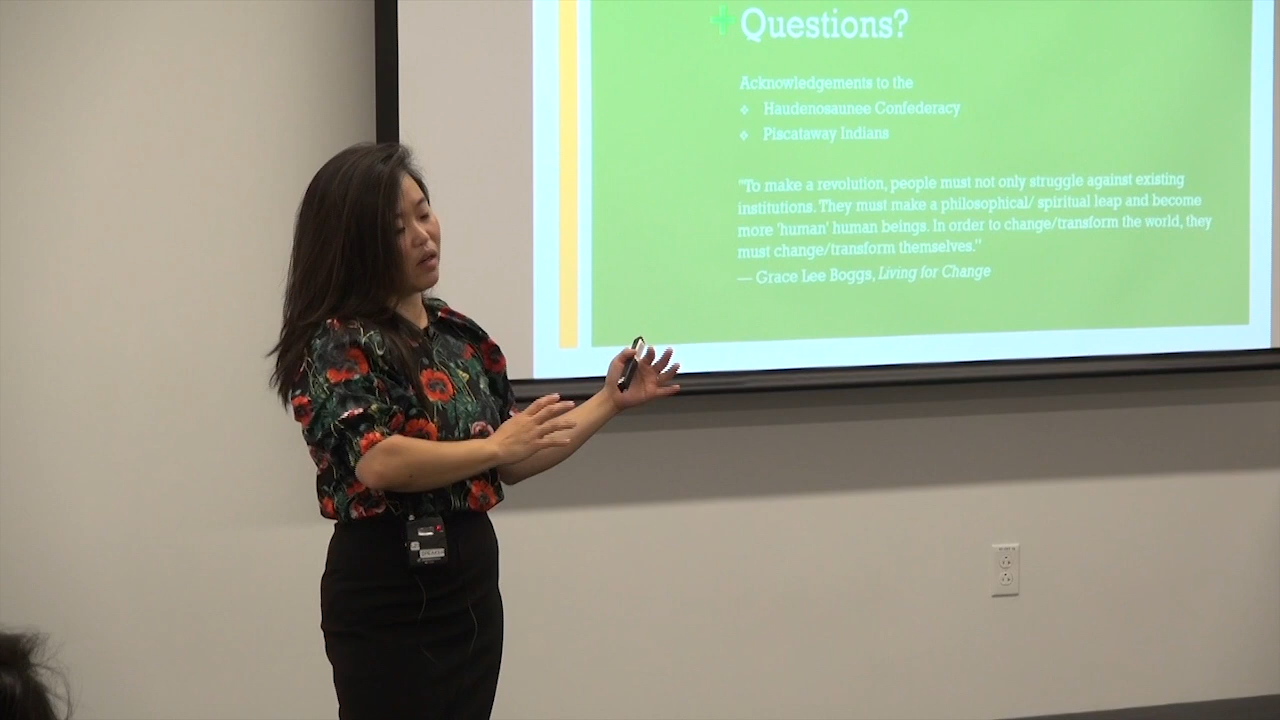 Questions?
Acknowledgements to the
❖ Haudenosaunee Confederacy
❖ Piscataway Indians
"To make a revolution, people must not only struggle against existing
institutions. They must make a philosophical/ spiritual leap and become
more 'human' human beings. In order to change/transform the world, they
must change/transform themselves."
— Grace Lee Boggs, Living for Change